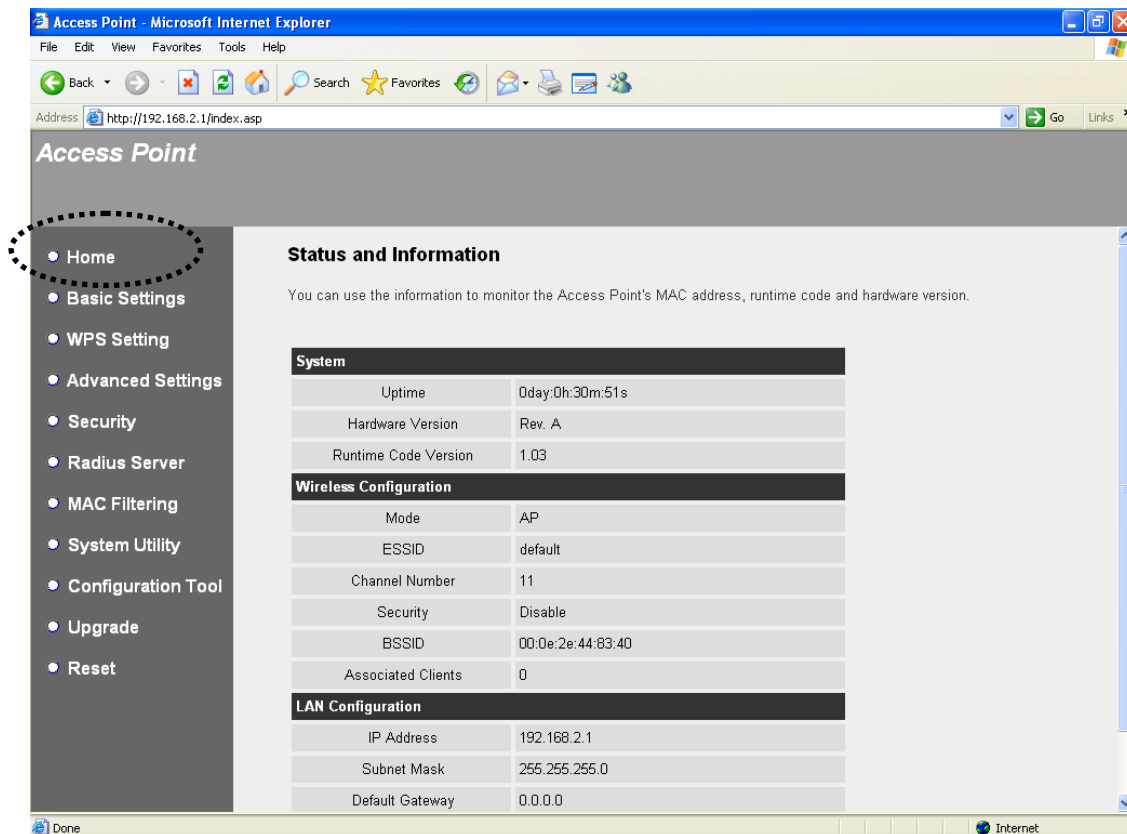 Access Point - Microsoft Internet Explorer
File Edit View Favorites Tools Help
Back Search Favorites
Address http://192.168.2.1/index.asp Go Links
Access Point
Home
Basic Settings
WPS Setting
Advanced Settings
Security
Radius Server
MAC Filtering
System Utility
Configuration Tool
Upgrade
Reset
Status and Information
You can use the information to monitor the Access Point's MAC address, runtime code and hardware version.
System
Uptime 0day:0h:30m:51s
Hardware Version Rev. A
Runtime Code Version 1.03
Wireless Configuration
Mode AP
ESSID default
Channel Number 11
Security Disable
BSSID 00:0e:2e:44:83:40
Associated Clients 0
LAN Configuration
IP Address 192.168.2.1
Subnet Mask 255.255.255.0
Default Gateway 0.0.0.0
Done Internet